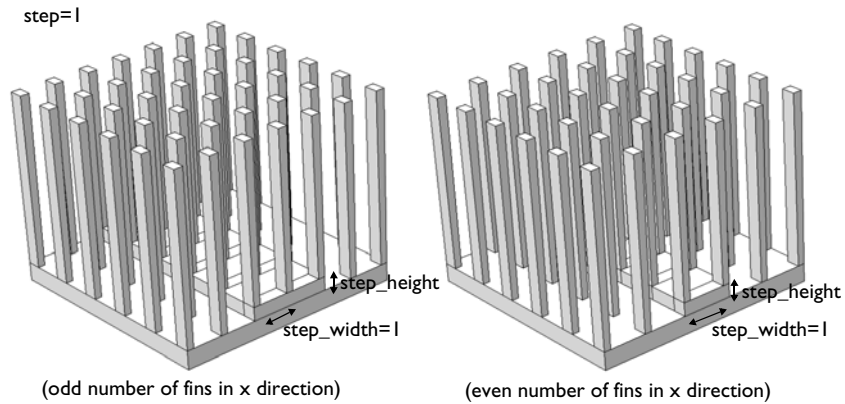 step=1
step_height
step_width=1
(odd number of fins in x direction)
step_height
step_width=1
(even number of fins in x direction)